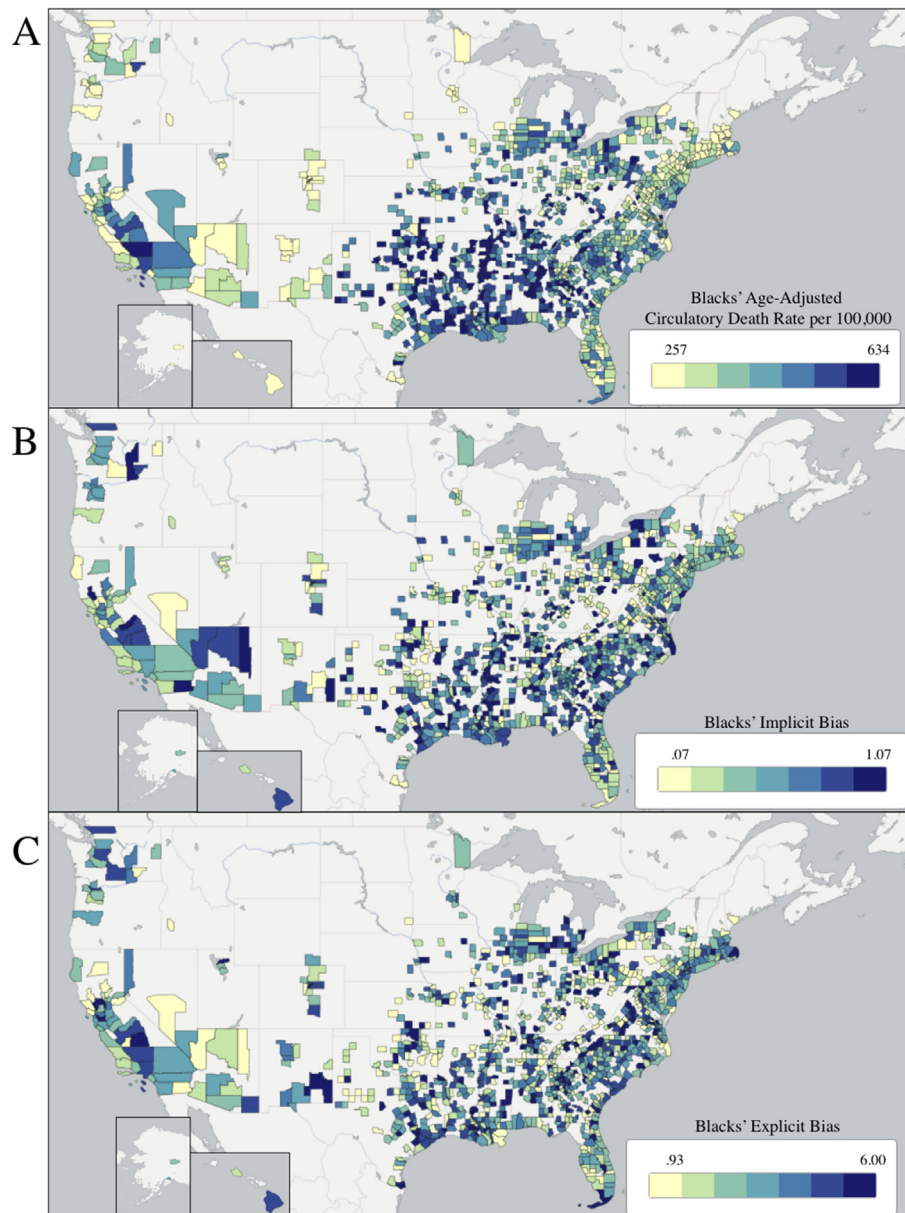 A
Blacks' Age-Adjusted
Circulatory Death Rate per 100,000
257 634
B
Blacks' Implicit Bias
.07 1.07
C
Blacks' Explicit Bias
.93 6.00